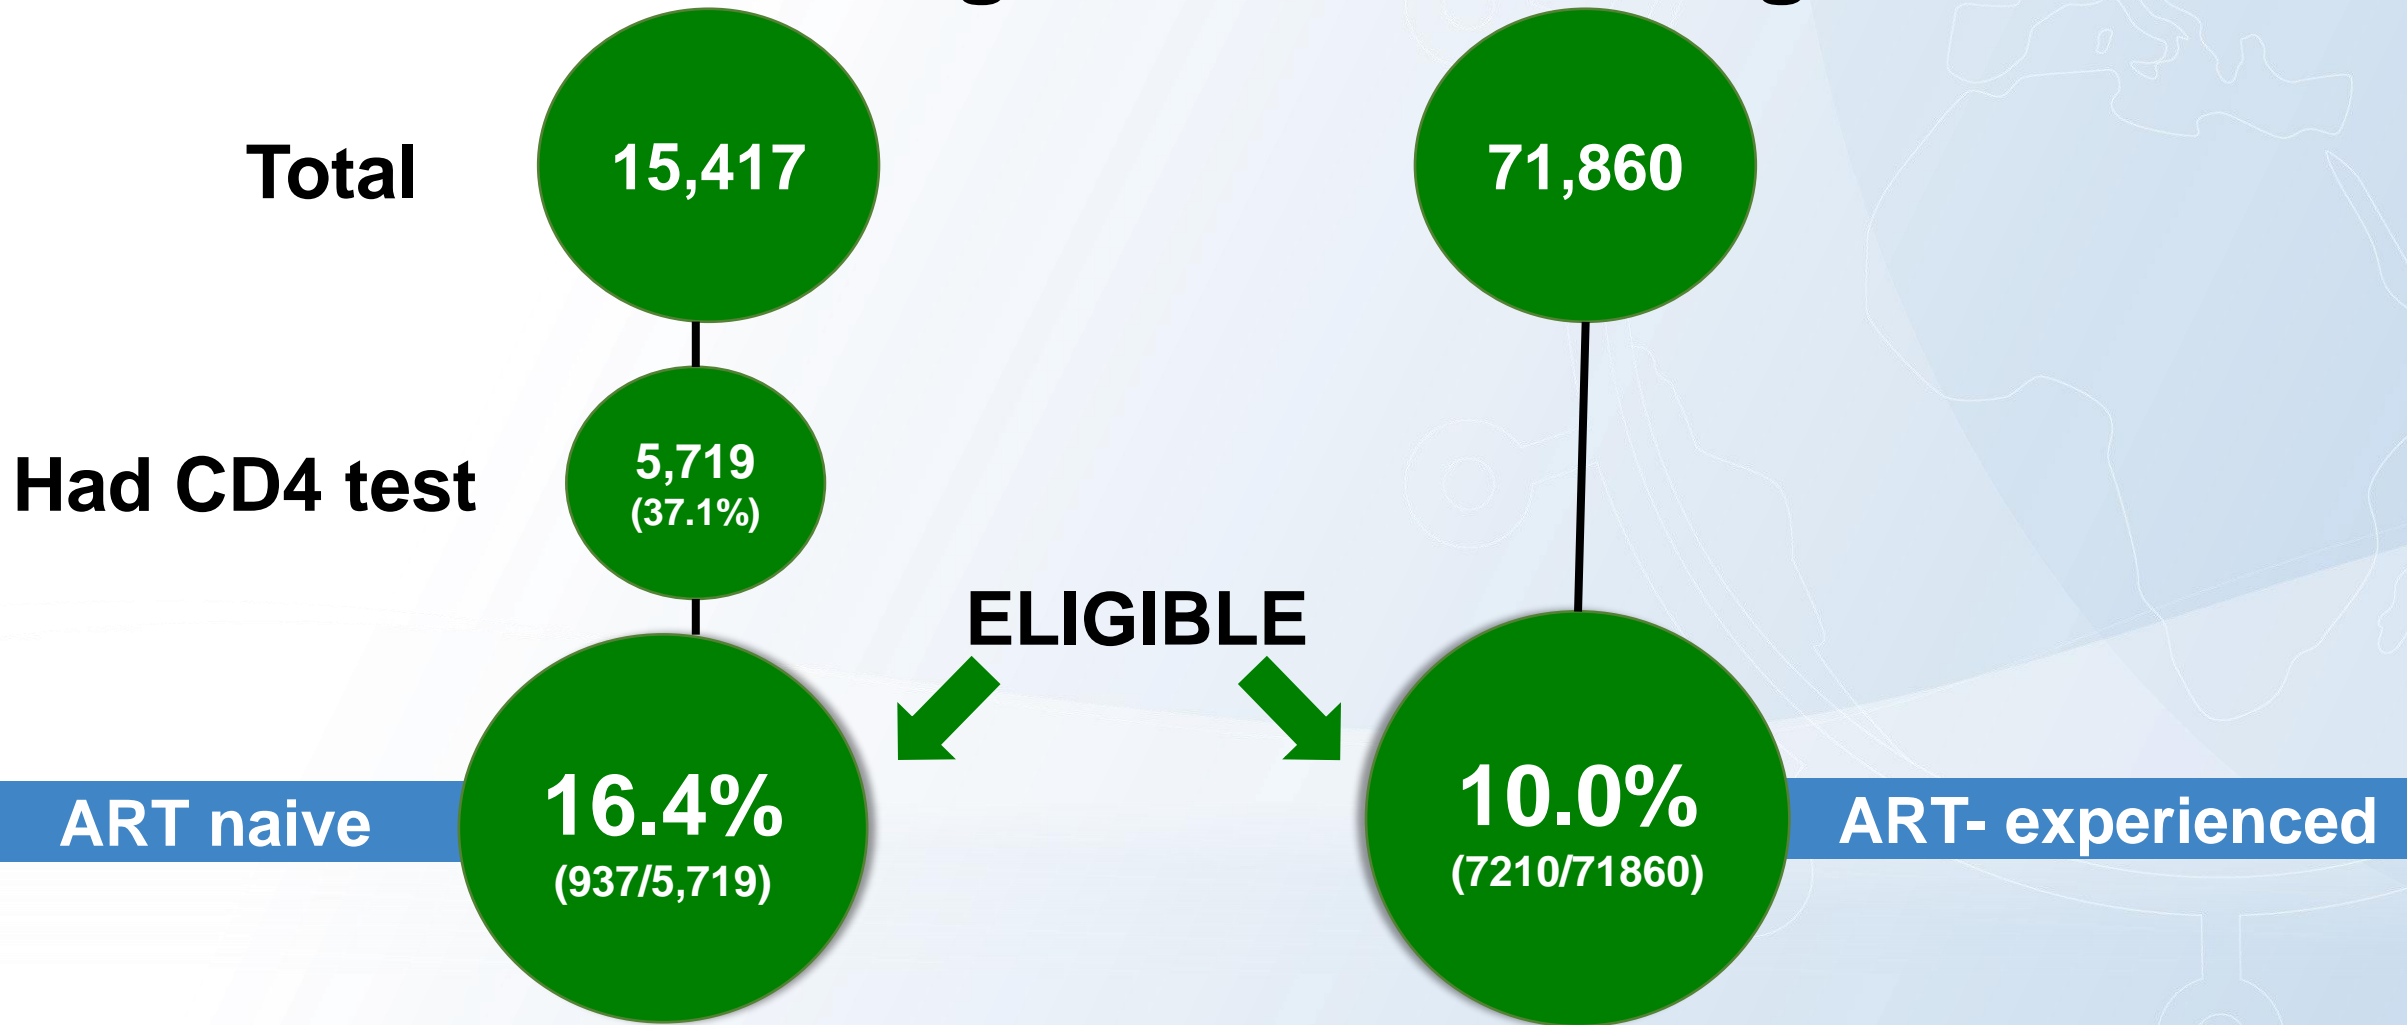 Total
15,417
71,860
Had CD4 test
5,719
(37.1%)
ELIGIBLE
ART naive
16.4%
(937/5,719)
10.0%
(7210/71860)
ART- experienced